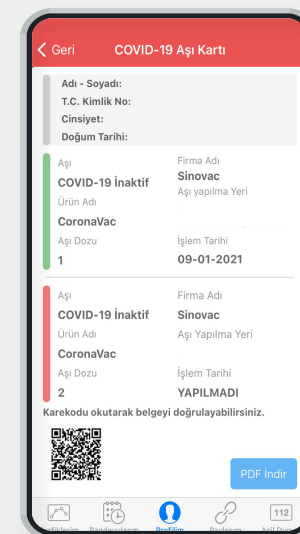 Geri COVID-19 Aşı Kartı
Adı - Soyadı:
T.C. Kimlik No:
Cinsiyet:
Doğum Tarihi:
Aşı Firma Adı
COVID-19 İnaktif Sinovac
Ürün Adı Aşı yapılma Yeri
CoronaVac
Aşı Dozu İşlem Tarihi
1 09-01-2021
Aşı Firma Adı
COVID-19 İnaktif Sinovac
Ürün Adı Aşı Yapılma Yeri
CoronaVac
Aşı Dozu İşlem Tarihi
2 YAPILMADI
Karekodu okutarak belgeyi doğrulayabilirsiniz.
PDF İndir
112
Randevularım Profilim Paylaşım